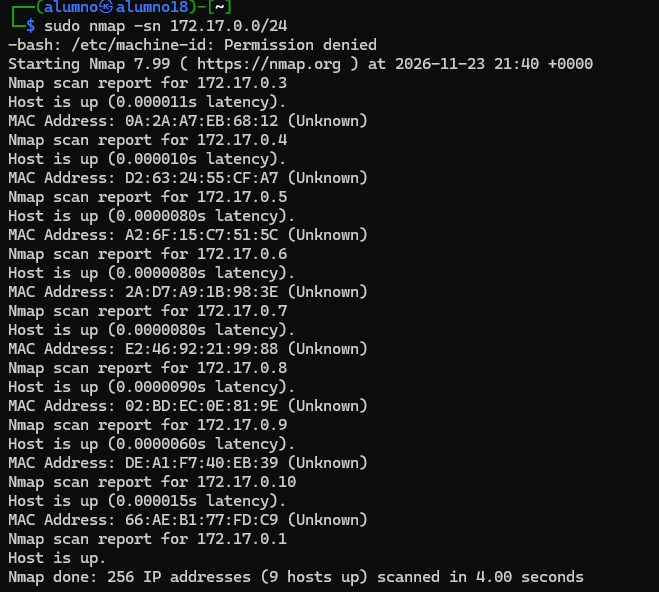 ┌──(alumno㉿alumno18)-[~]
└─$ sudo nmap -sn 172.17.0.0/24
-bash: /etc/machine-id: Permission denied
Starting Nmap 7.99 ( https://nmap.org ) at 2026-11-23 21:40 +0000
Nmap scan report for 172.17.0.3
Host is up (0.000011s latency).
MAC Address: 0A:2A:A7:EB:68:12 (Unknown)
Nmap scan report for 172.17.0.4
Host is up (0.000010s latency).
MAC Address: D2:63:24:55:CF:A7 (Unknown)
Nmap scan report for 172.17.0.5
Host is up (0.0000080s latency).
MAC Address: A2:6F:15:C7:51:5C (Unknown)
Nmap scan report for 172.17.0.6
Host is up (0.0000080s latency).
MAC Address: 2A:D7:A9:1B:98:3E (Unknown)
Nmap scan report for 172.17.0.7
Host is up (0.0000080s latency).
MAC Address: E2:46:92:21:99:88 (Unknown)
Nmap scan report for 172.17.0.8
Host is up (0.0000090s latency).
MAC Address: 02:BD:EC:0E:81:9E (Unknown)
Nmap scan report for 172.17.0.9
Host is up (0.0000060s latency).
MAC Address: DE:A1:F7:40:EB:39 (Unknown)
Nmap scan report for 172.17.0.10
Host is up (0.000015s latency).
MAC Address: 66:AE:B1:77:FD:C9 (Unknown)
Nmap scan report for 172.17.0.1
Host is up.
Nmap done: 256 IP addresses (9 hosts up) scanned in 4.00 seconds